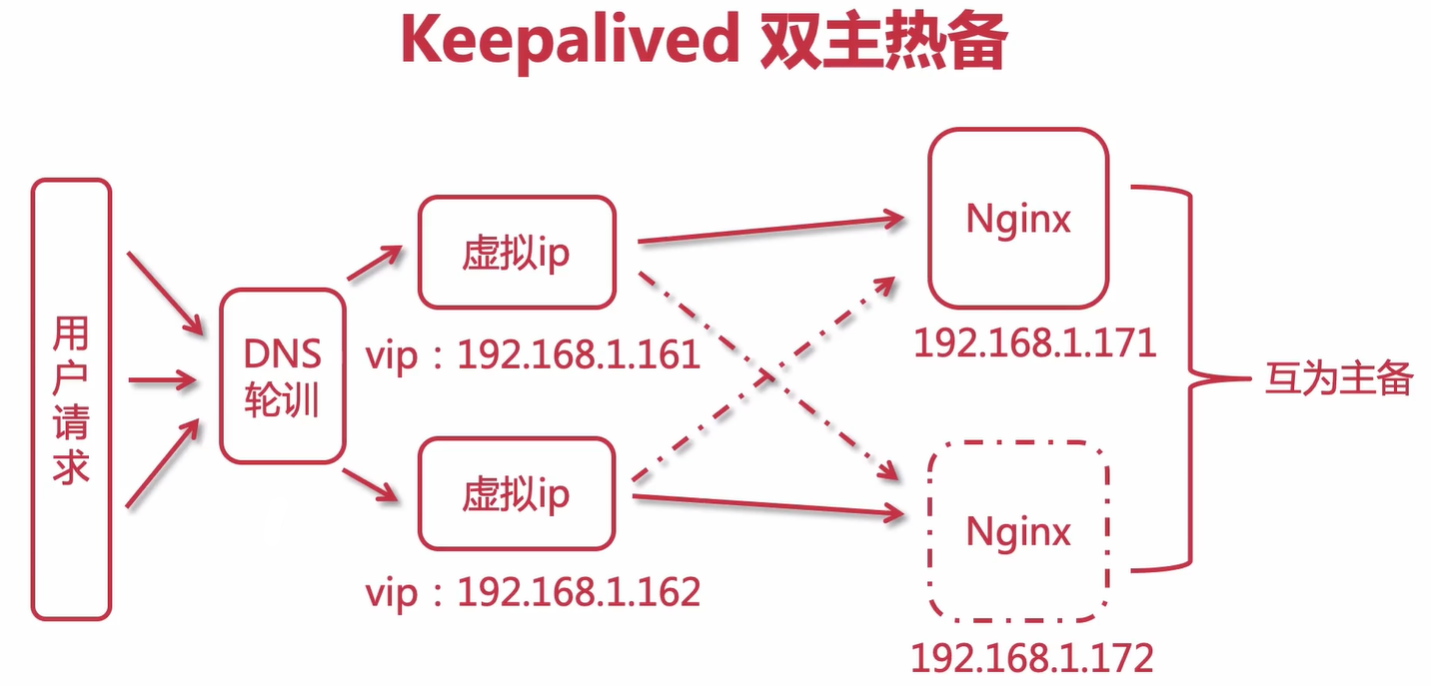 Keepalived 双主热备
用
户
请
求
DNS
轮训
虚拟ip
vip：192.168.1.161
虚拟ip
vip：192.168.1.162
Nginx
192.168.1.171
Nginx
192.168.1.172
互为主备